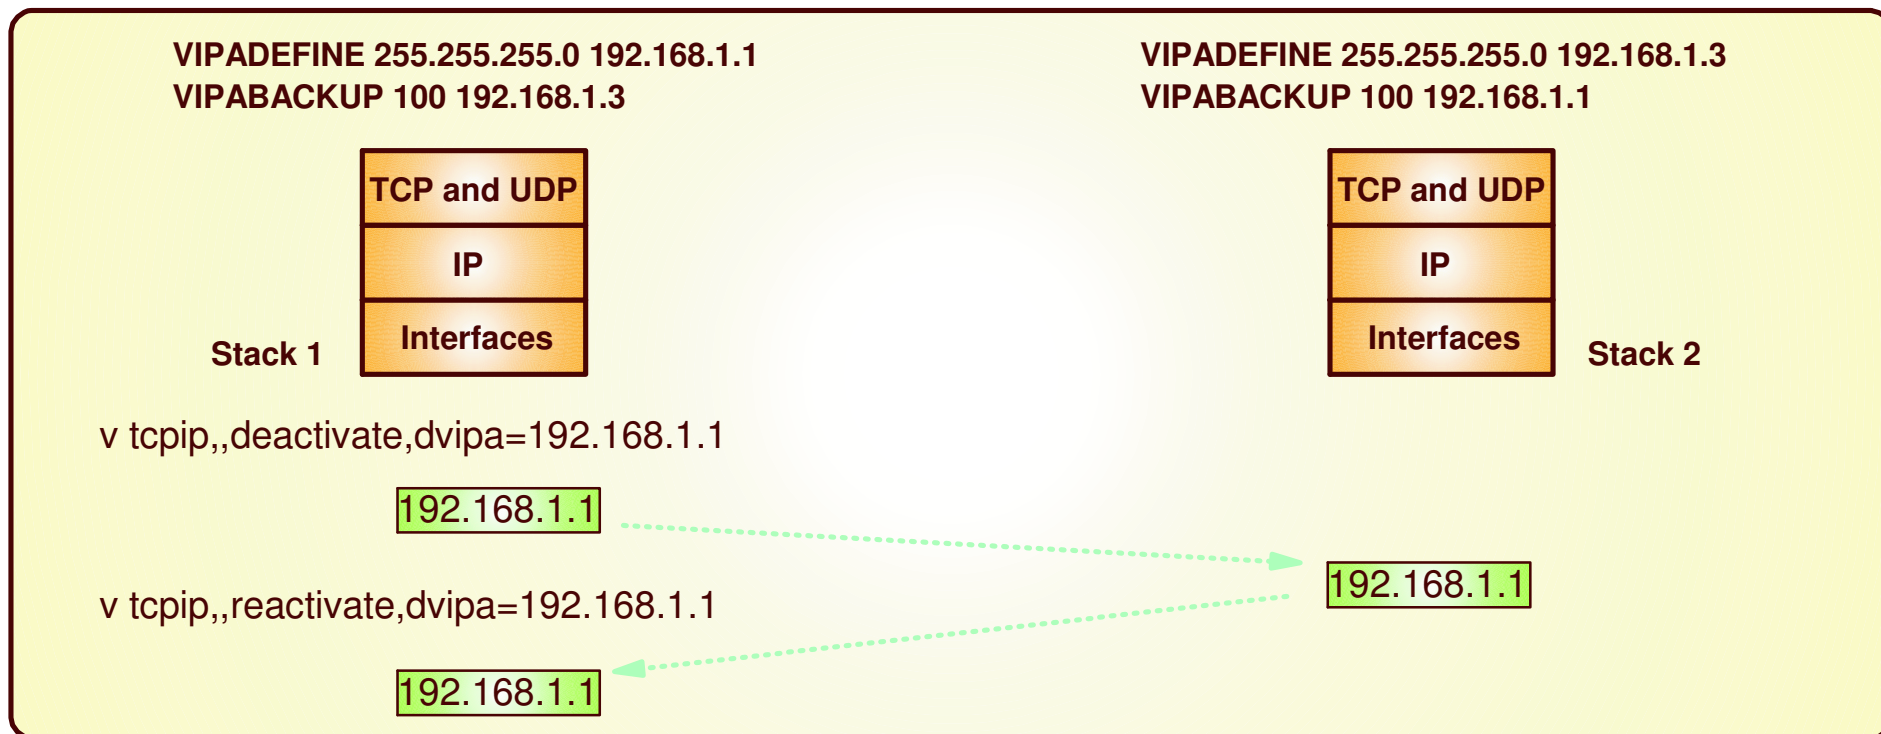 VIPADEFINE 255.255.255.0 192.168.1.1
VIPABACKUP 100 192.168.1.3
VIPADEFINE 255.255.255.0 192.168.1.3
VIPABACKUP 100 192.168.1.1
TCP and UDP
IP
Interfaces
Stack 1
TCP and UDP
IP
Interfaces
Stack 2
v tcpip,,deactivate,dvipa=192.168.1.1
192.168.1.1
192.168.1.1
v tcpip,,reactivate,dvipa=192.168.1.1
192.168.1.1